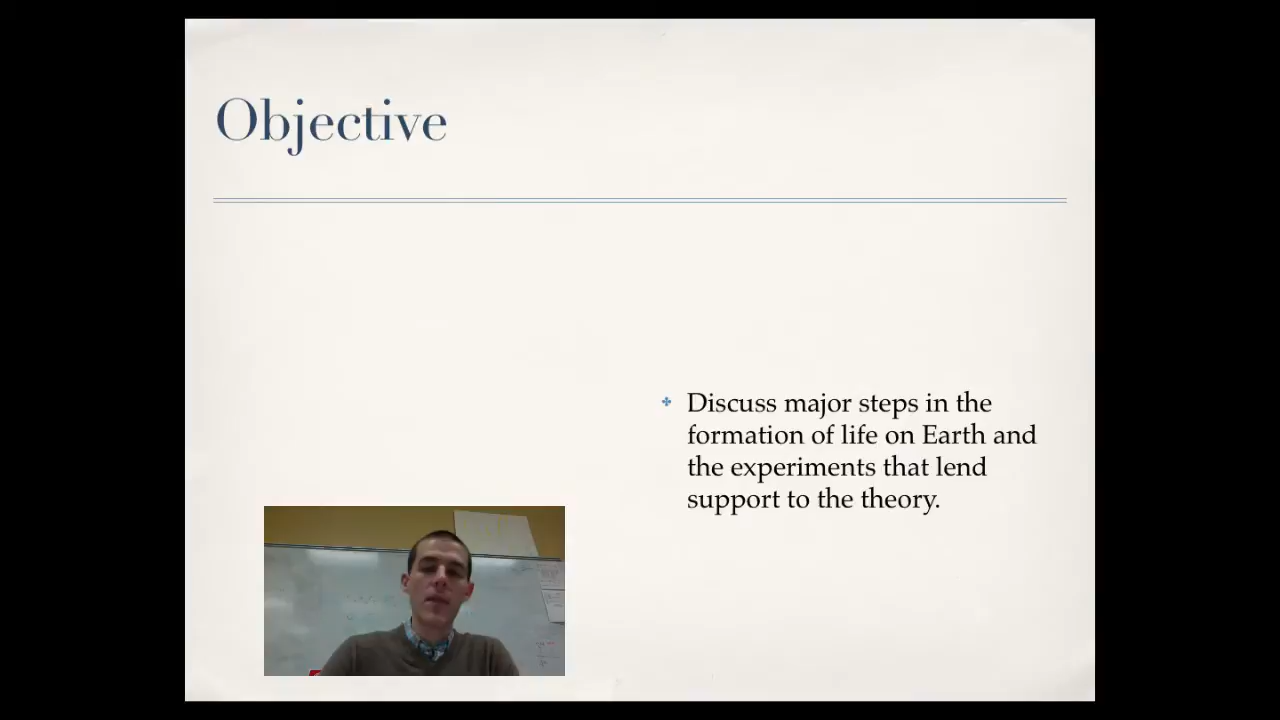 Objective
Discuss major steps in the
formation of life on Earth and
the experiments that lend
support to the theory.